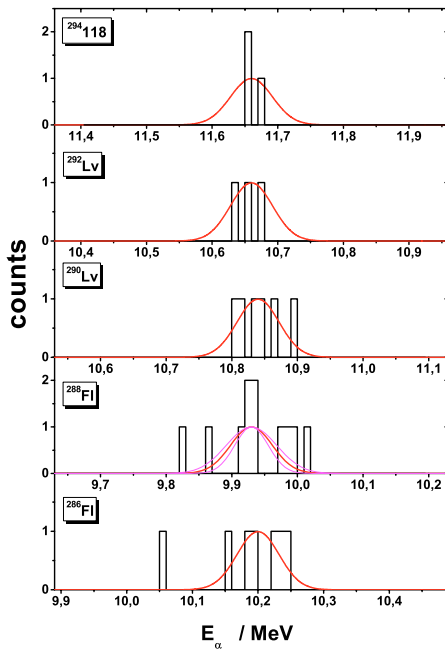 ²⁹⁴118
2
1
0
11,4 11,5 11,6 11,7 11,8 11,9
²⁹²Lv
1
0
10,4 10,5 10,6 10,7 10,8 10,9
²⁹⁰Lv
2
1
0
10,6 10,7 10,8 10,9 11,0 11,1
²⁸⁸Fl
2
1
0
9,7 9,8 9,9 10,0 10,1 10,2
²⁸⁶Fl
1
0
9,9 10,0 10,1 10,2 10,3 10,4
counts
E_α / MeV